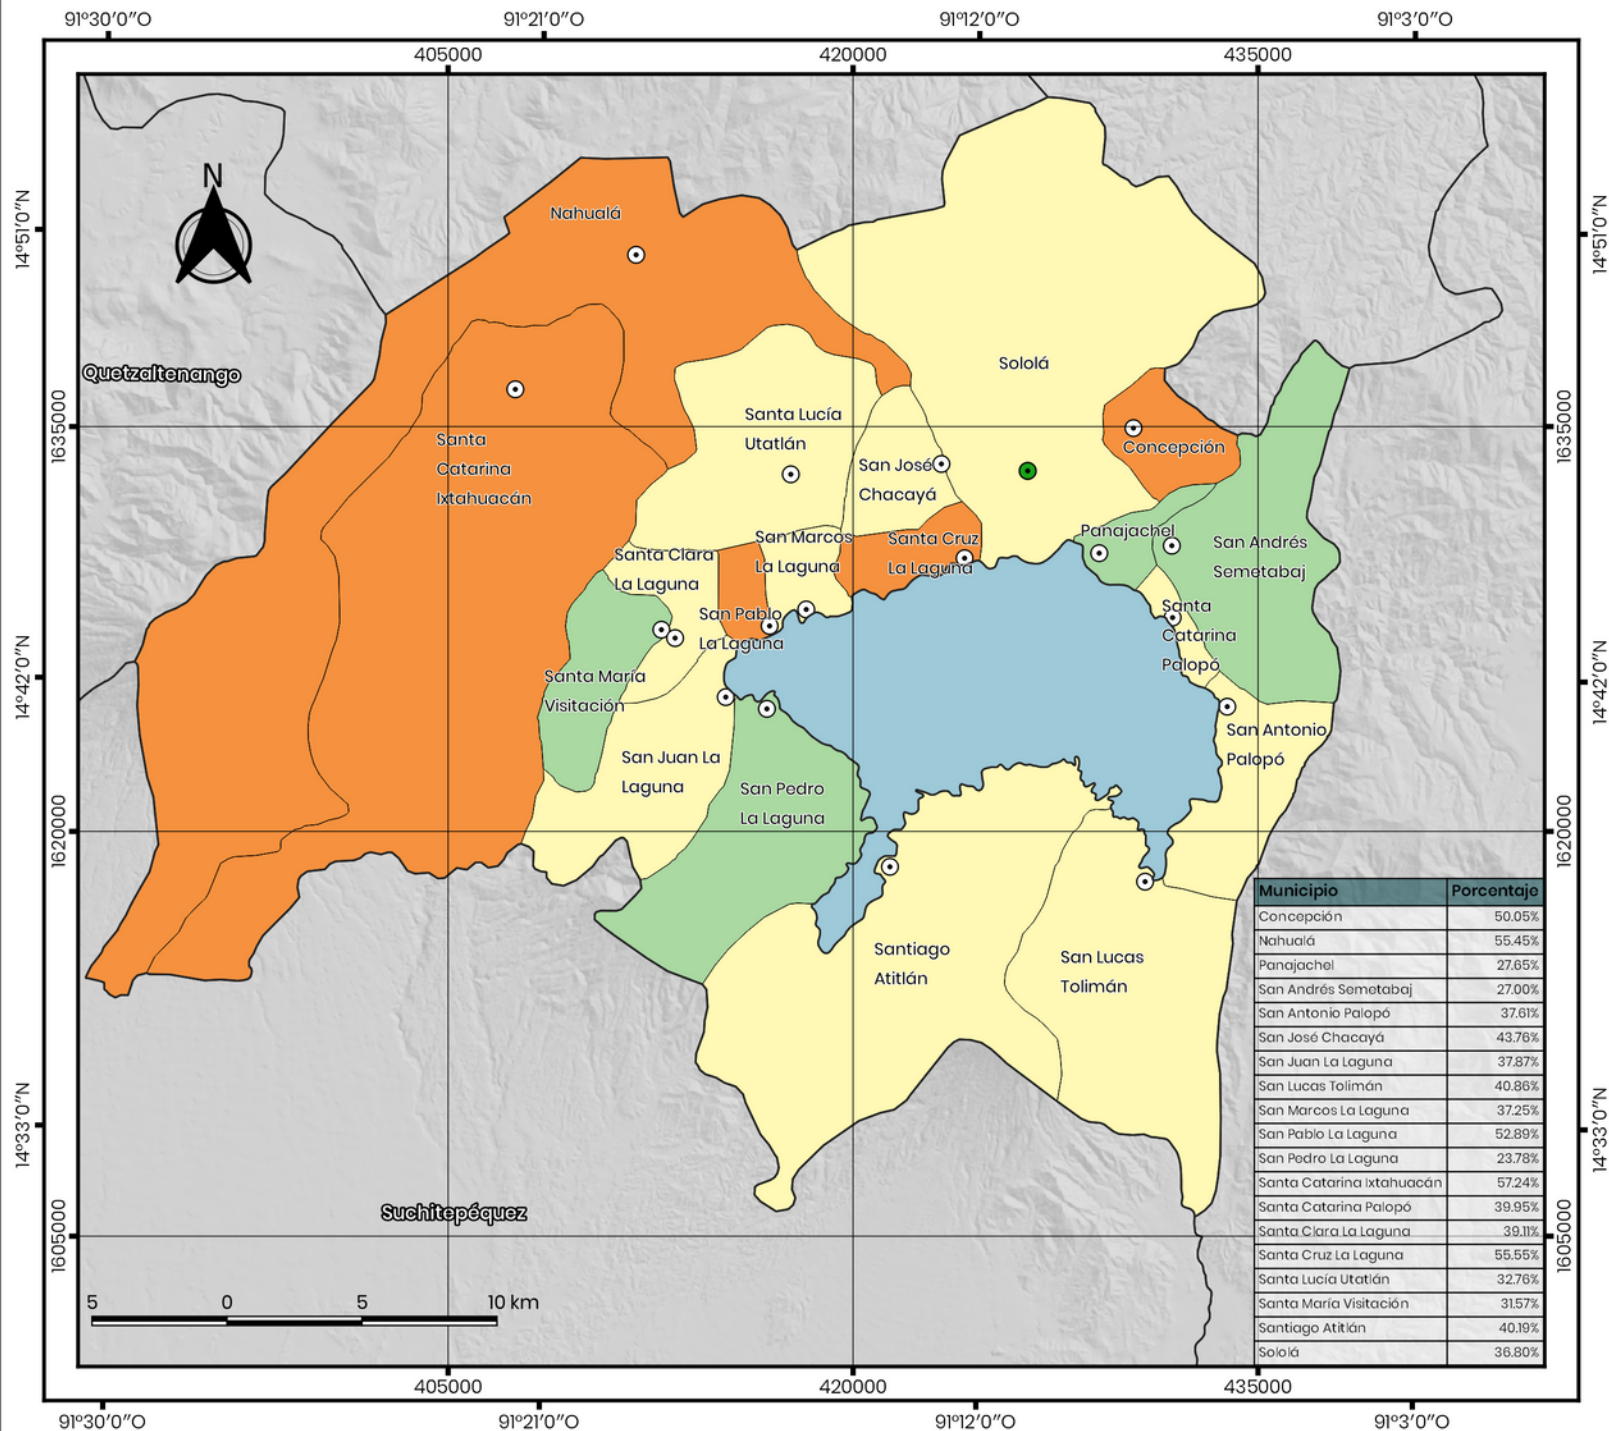 91°30'0"O 91°21'0"O 91°12'0"O 91°3'0"O
405000 420000 435000
N
14°51'0"N
14°51'0"N
Nahualá
Sololá
Quetzaltenango
1635000
1635000
Santa
Catarina
Ixtahuacán
Santa Lucía
Utatlán
San José
Chacayá
Concepción
Panajachel
San Andrés
Semetabaj
San Marcos
La Laguna
Santa Cruz
La Laguna
Santa Clara
La Laguna
San Pablo
La Laguna
Santa
Catarina
Palopó
14°42'0"N
14°42'0"N
Santa María
Visitación
San Antonio
Palopó
San Juan La
Laguna
San Pedro
La Laguna
1620000
1620000
Santiago
Atitlán
San Lucas
Tolimán
Municipio Porcentaje
Concepción 50.05%
Nahualá 55.45%
Panajachel 27.65%
San Andrés Semetabaj 27.00%
San Antonio Palopó 37.61%
San José Chacayá 43.76%
San Juan La Laguna 37.87%
San Lucas Tolimán 40.86%
San Marcos La Laguna 37.25%
San Pablo La Laguna 52.89%
San Pedro La Laguna 23.78%
Santa Catarina Ixtahuacán 57.24%
Santa Catarina Palopó 39.95%
Santa Clara La Laguna 39.11%
Santa Cruz La Laguna 55.55%
Santa Lucía Utatlán 32.76%
Santa María Visitación 31.57%
Santiago Atitlán 40.19%
Sololá 36.80%
14°33'0"N
14°33'0"N
Suchitepéquez
1605000
1605000
5 0 5 10 km
405000 420000 435000
91°30'0"O 91°21'0"O 91°12'0"O 91°3'0"O